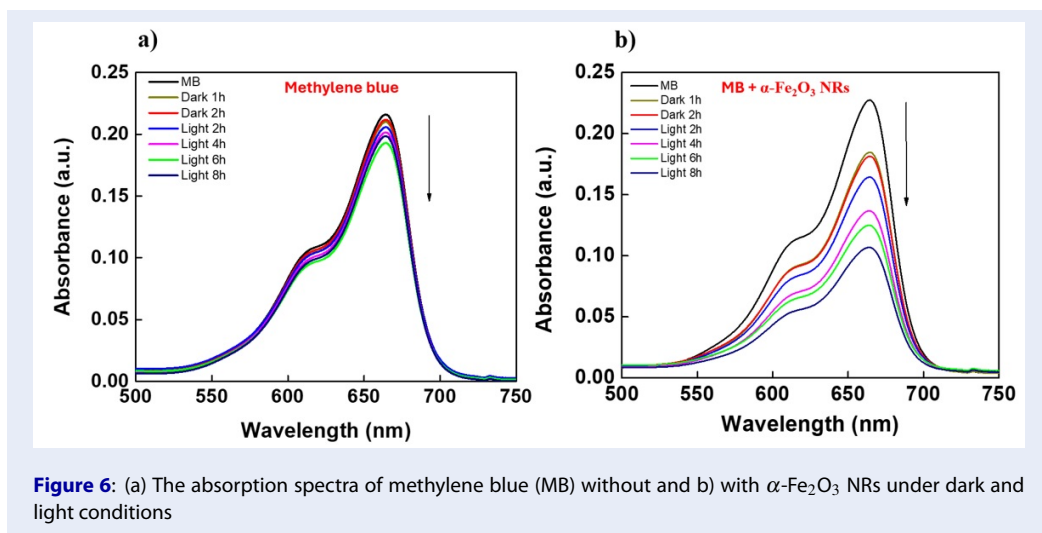 a)
Methylene blue
MB
Dark 1h
Dark 2h
Light 2h
Light 4h
Light 6h
Light 8h
0.25
0.20
0.15
0.10
0.05
0.00
Absorbance (a.u.)
500 550 600 650 700 750
Wavelength (nm)
b)
MB + α-Fe₂O₃ NRs
MB
Dark 1h
Dark 2h
Light 2h
Light 4h
Light 6h
Light 8h
0.25
0.20
0.15
0.10
0.05
0.00
Absorbance (a.u.)
500 550 600 650 700 750
Wavelength (nm)
Figure 6: (a) The absorption spectra of methylene blue (MB) without and b) with α-Fe₂O₃ NRs under dark and
light conditions